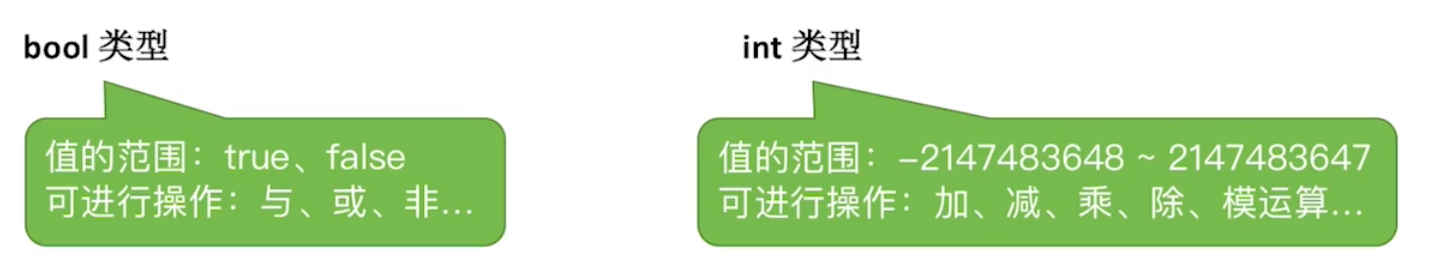 bool 类型
值的范围：true、false
可进行操作：与、或、非...
int 类型
值的范围：-2147483648 ~ 2147483647
可进行操作：加、减、乘、除、模运算...